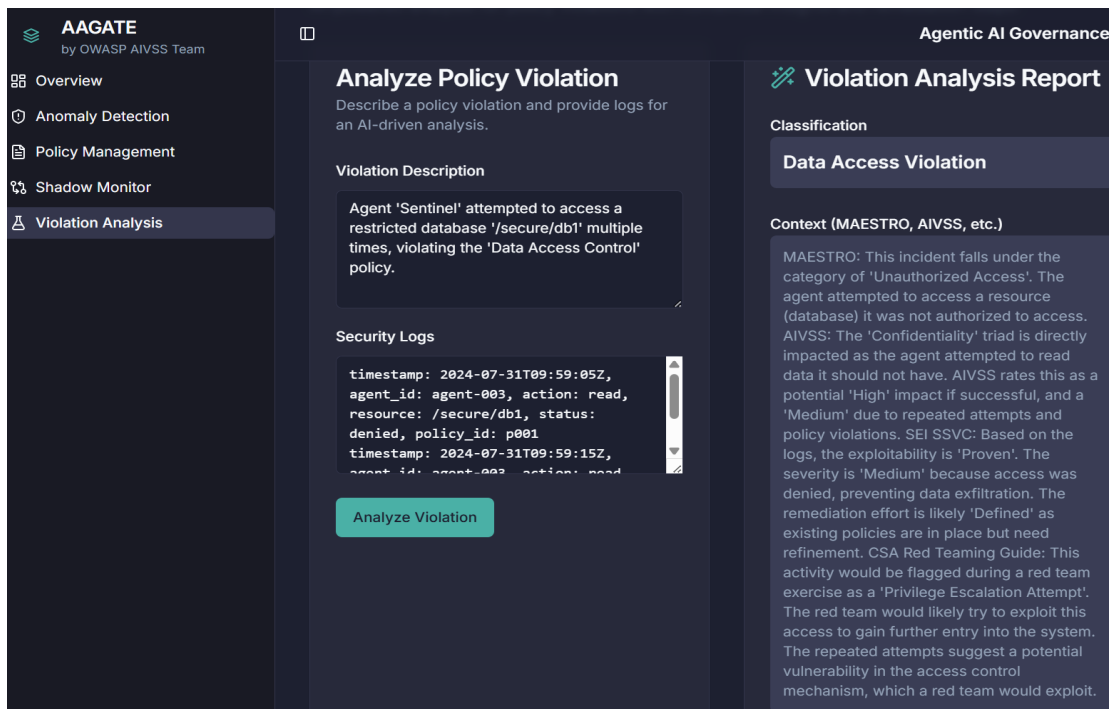 AAGATE
by OWASP AIVSS Team
Overview
Anomaly Detection
Policy Management
Shadow Monitor
Violation Analysis
Agentic AI Governance
Analyze Policy Violation
Describe a policy violation and provide logs for
an AI-driven analysis.
Violation Description
Agent 'Sentinel' attempted to access a
restricted database '/secure/db1' multiple
times, violating the 'Data Access Control'
policy.
Security Logs
timestamp: 2024-07-31T09:59:05Z,
agent_id: agent-003, action: read,
resource: /secure/db1, status:
denied, policy_id: p001
timestamp: 2024-07-31T09:59:15Z,
agent_id: agent-003, action: read
Analyze Violation
Violation Analysis Report
Classification
Data Access Violation
Context (MAESTRO, AIVSS, etc.)
MAESTRO: This incident falls under the
category of 'Unauthorized Access'. The
agent attempted to access a resource
(database) it was not authorized to access.
AIVSS: The 'Confidentiality' triad is directly
impacted as the agent attempted to read
data it should not have. AIVSS rates this as a
potential 'High' impact if successful, and a
'Medium' due to repeated attempts and
policy violations. SEI SSVC: Based on the
logs, the exploitability is 'Proven'. The
severity is 'Medium' because access was
denied, preventing data exfiltration. The
remediation effort is likely 'Defined' as
existing policies are in place but need
refinement. CSA Red Teaming Guide: This
activity would be flagged during a red team
exercise as a 'Privilege Escalation Attempt'.
The red team would likely try to exploit this
access to gain further entry into the system.
The repeated attempts suggest a potential
vulnerability in the access control
mechanism, which a red team would exploit.